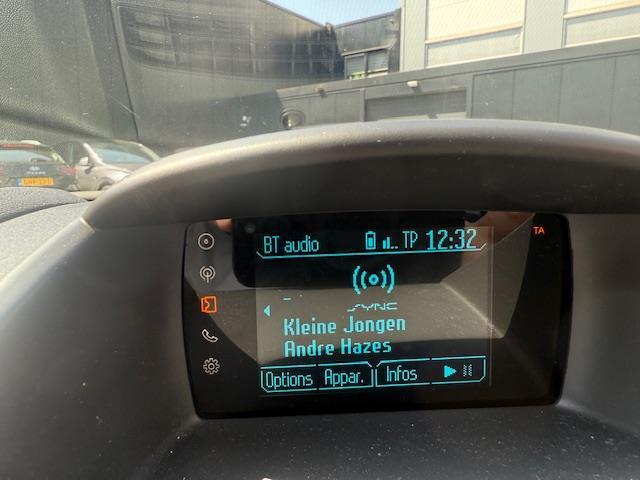 BT audio TP 12:32
TA
SYNC
Kleine Jongen
Andre Hazes
Options Appar. Infos